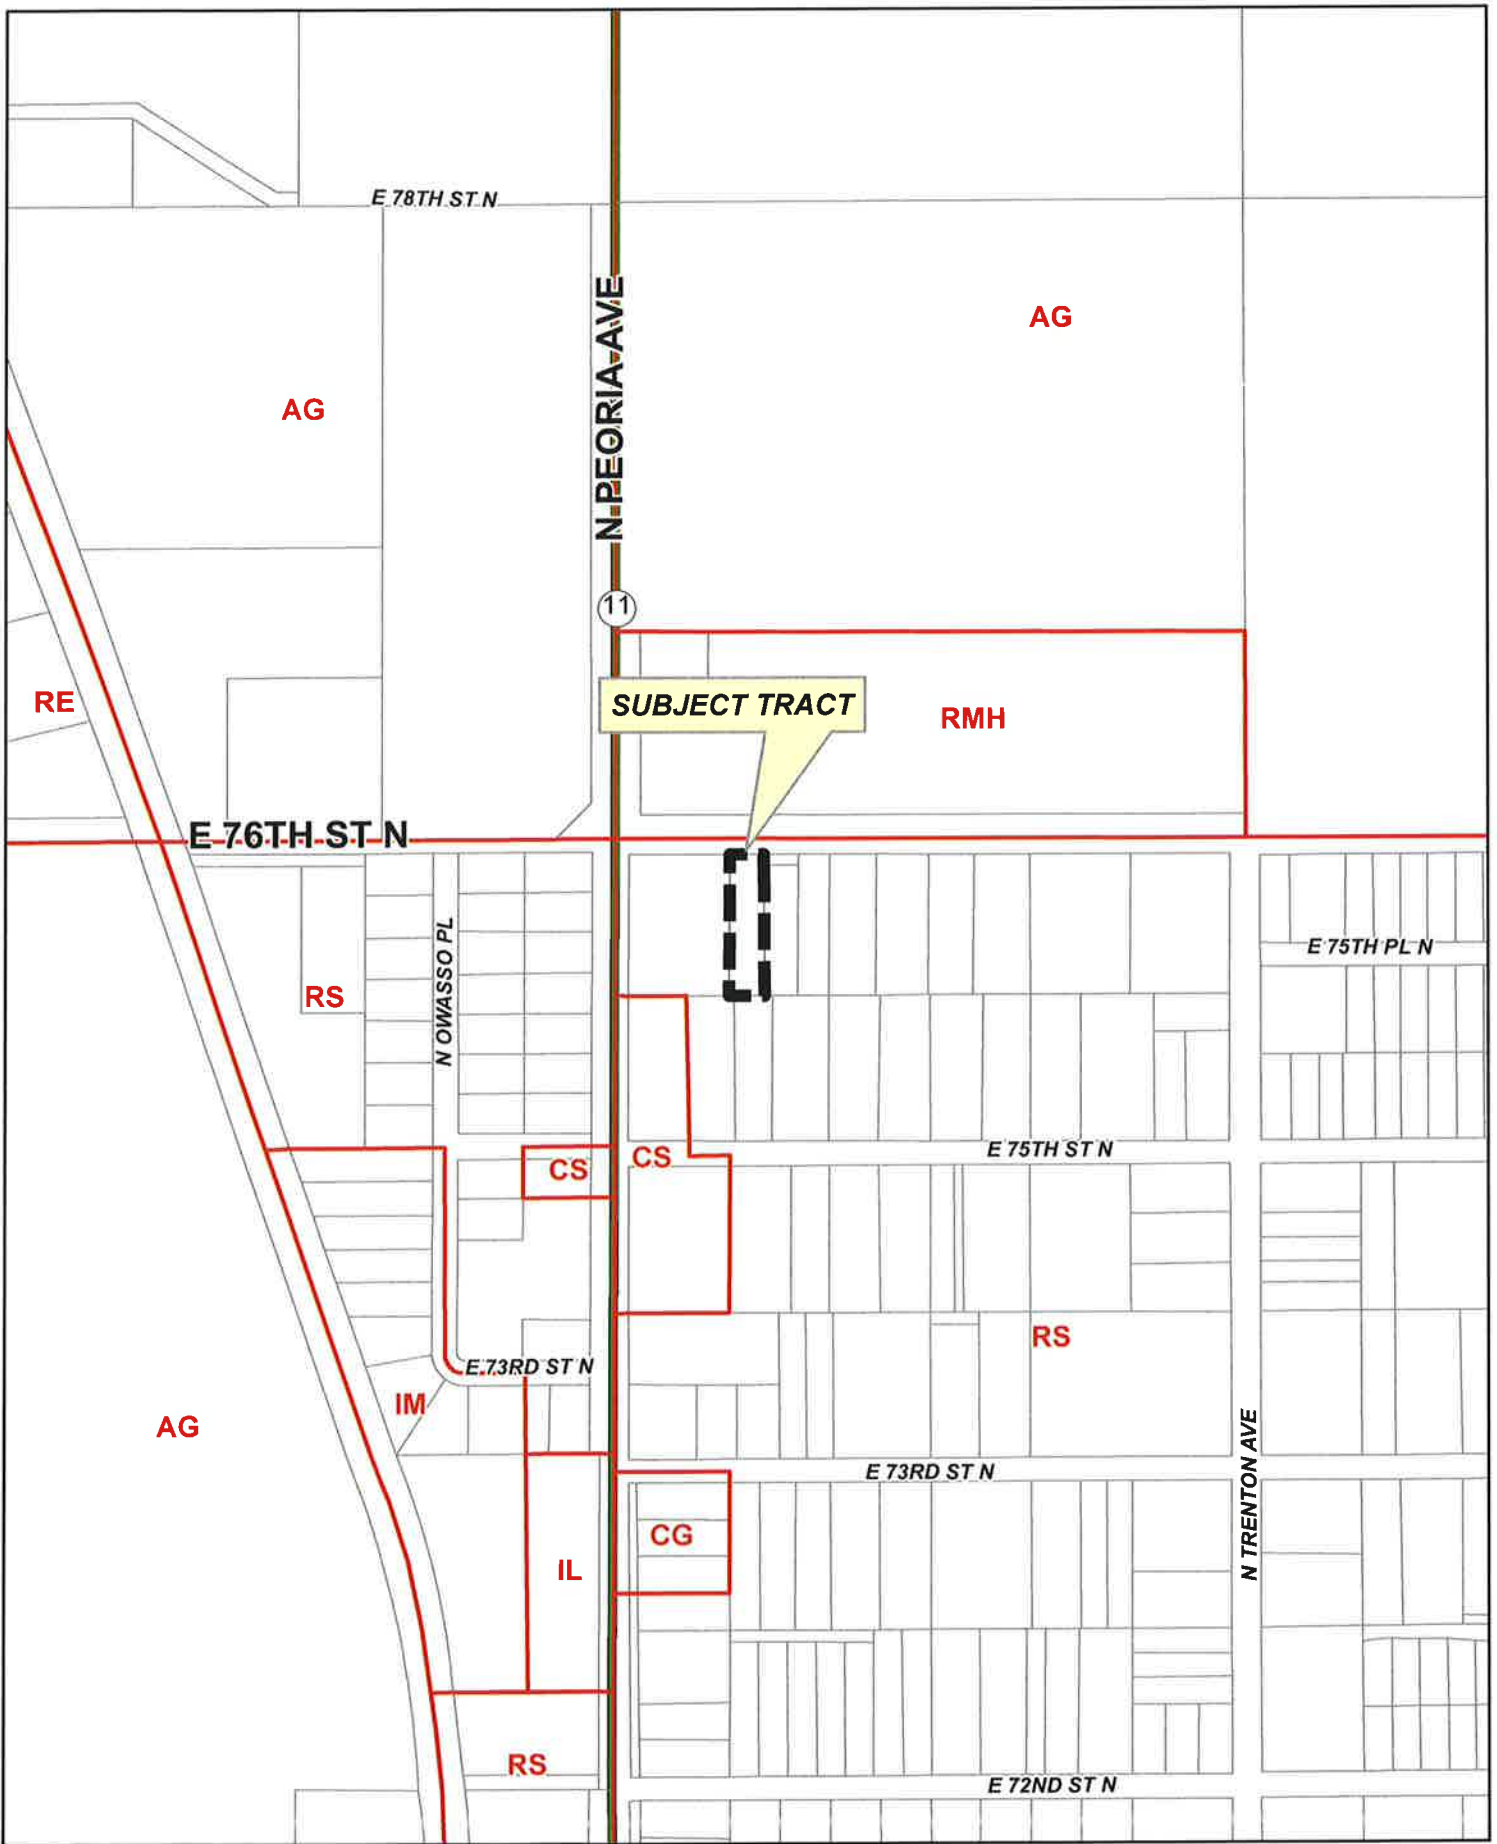 E 78TH ST N
N PEORIA AVE
AG
AG
11
RE
SUBJECT TRACT
RMH
E 76TH ST N
N OWASSO PL
E 75TH PL N
RS
CS
CS
E 75TH ST N
RS
E 73RD ST N
IM
AG
N TRENTON AVE
E 73RD ST N
CG
IL
RS
E 72ND ST N